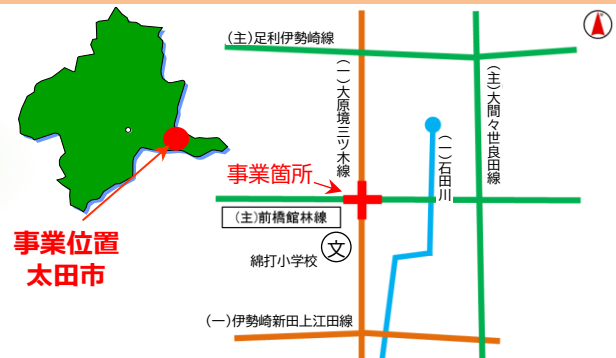 (主)足利伊勢崎線
(一)大原境三ツ木線
(主)大間々世良田線
(一)石田川
事業箇所
(主)前橋館林線
文
綿打小学校
(一)伊勢崎新田上江田線
事業位置
太田市